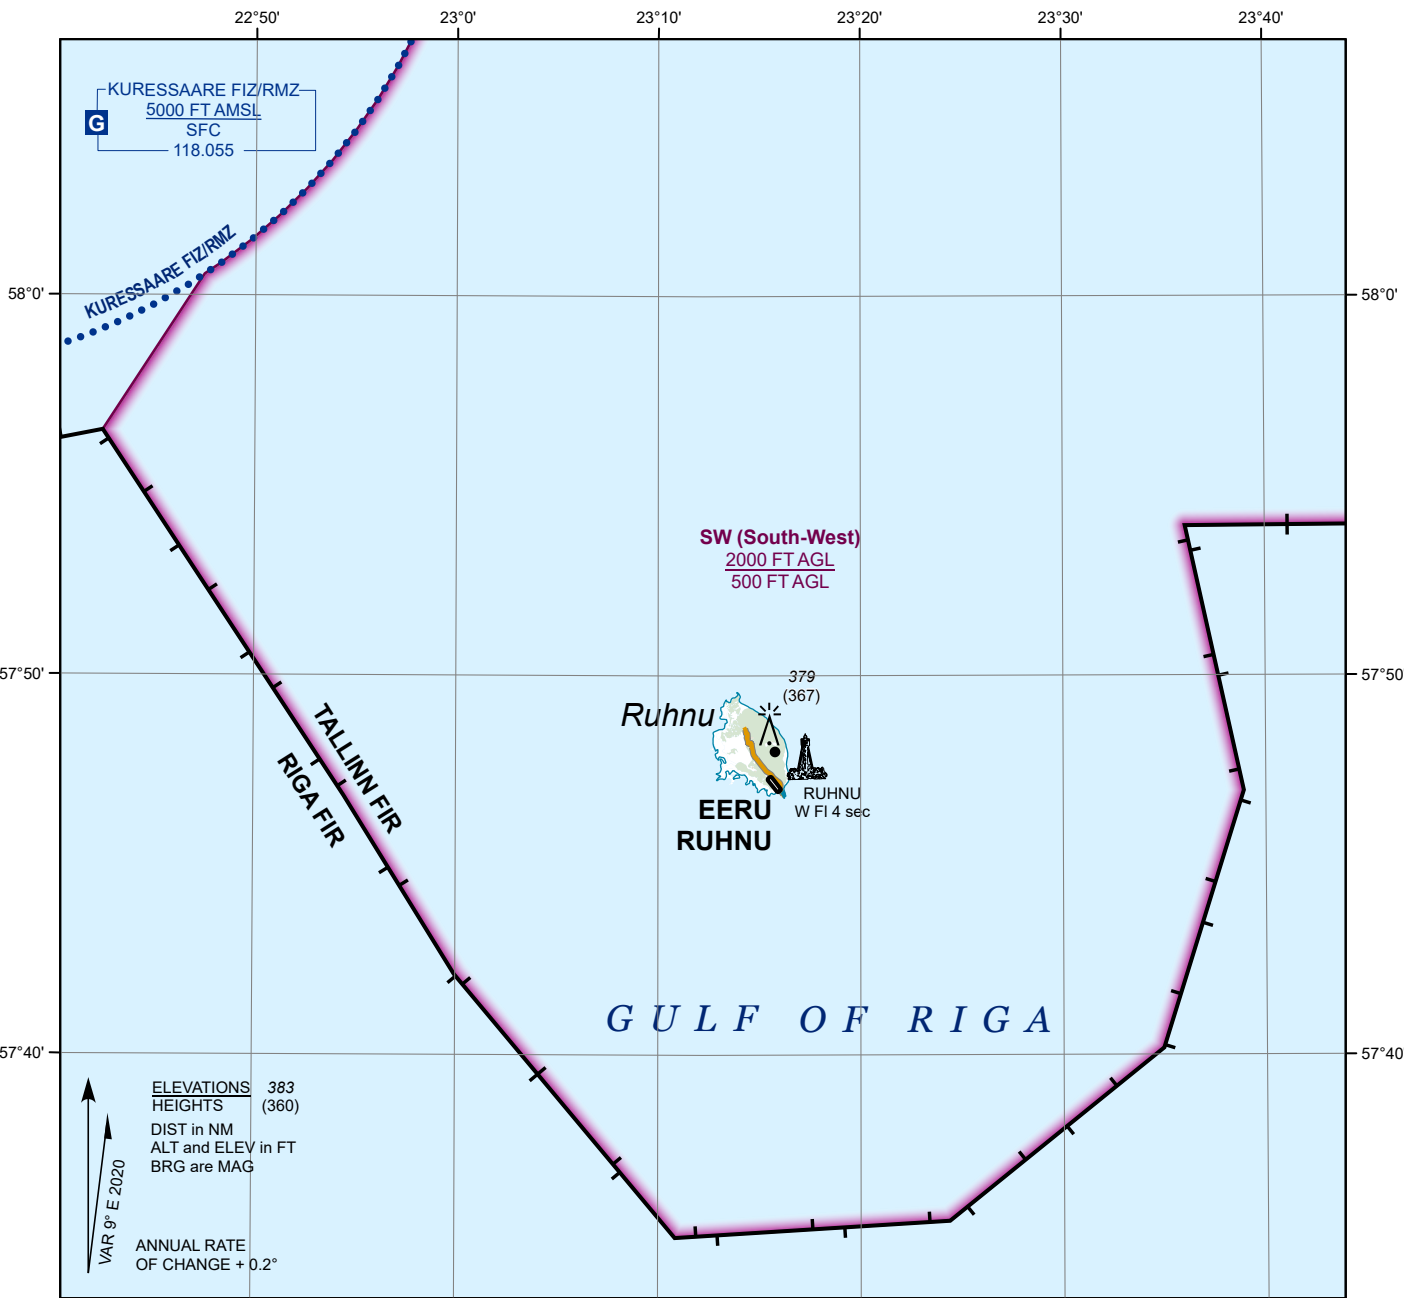 22°50'
23°0'
23°10'
23°20'
23°30'
23°40'
KURESSAARE FIZ/RMZ
5000 FT AMSL
G
SFC
118.055
KURESSAARE FIZ/RMZ
58°0'
58°0'
SW (South-West)
2000 FT AGL
500 FT AGL
57°50'
57°50
379
(367)
Ruhnu
TALLINN FIR
RIGA FIR
RUHNU
W Fl 4 sec
EERU
RUHNU
GULF OF RIGA
57°40'
57°40
ELEVATIONS 383
HEIGHTS (360)
DIST in NM
ALT and ELEV in FT
BRG are MAG
VAR 9° E 2020
ANNUAL RATE
OF CHANGE + 0.2°